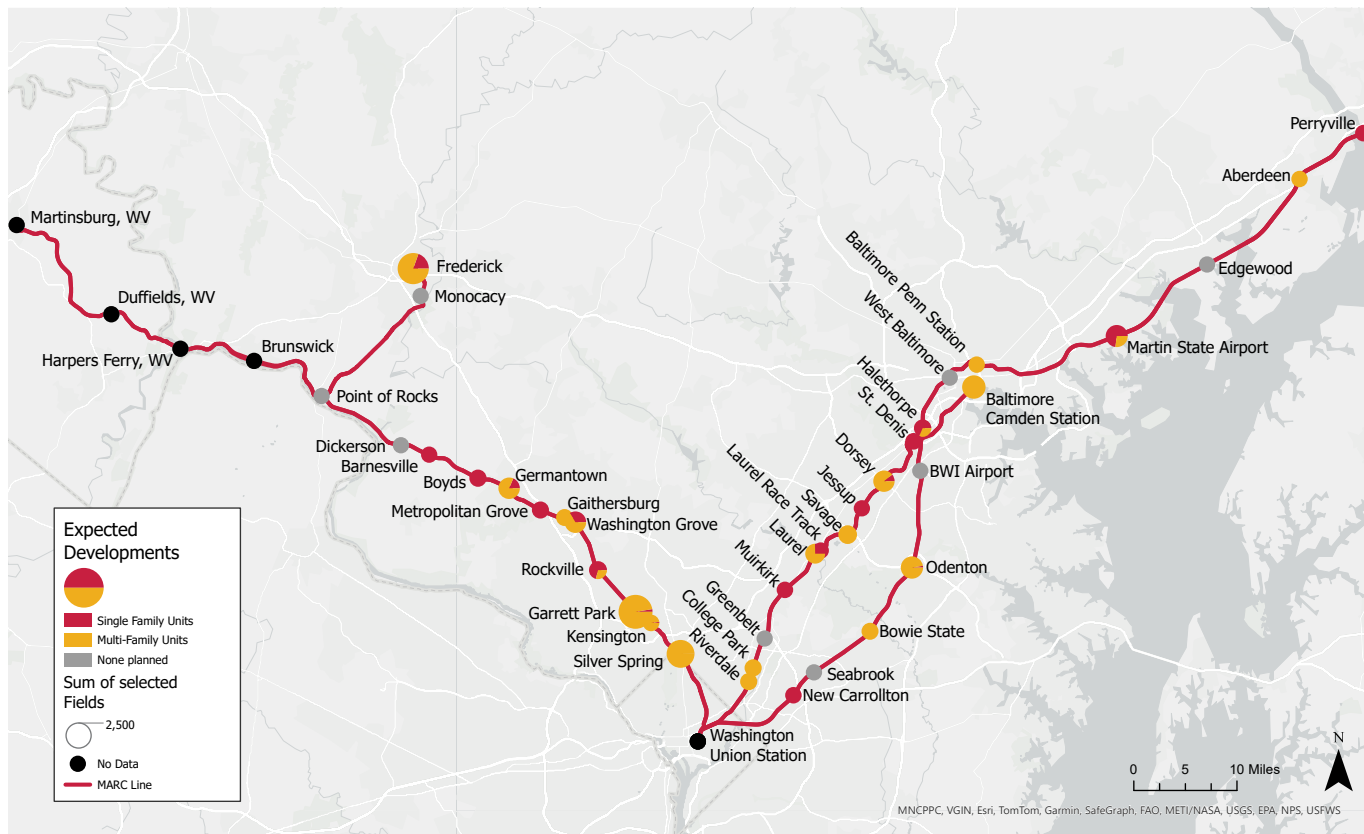 Perryville
Aberdeen
Martinsburg, WV
Baltimore Penn Station
Frederick
Edgewood
West Baltimore
Monocacy
Duffields, WV
Harpers Ferry, WV
Brunswick
Martin State Airport
Halethorpe
St. Denis
Point of Rocks
Baltimore
Camden Station
Dickerson
Barnesville
Dorsey
BWI Airport
Laurel Race Track
Jessup
Boyds
Germantown
Savage
Metropolitan Grove
Gaithersburg
Washington Grove
Laurel
Muirkirk
Rockville
Odenton
Greenbelt
College Park
Garrett Park
Kensington
Riverdale
Bowie State
Silver Spring
Seabrook
New Carrollton
Washington
Union Station
Expected
Developments
Single Family Units
Multi-Family Units
None planned
Sum of selected
Fields
2,500
No Data
MARC Line
N
0 5 10 Miles
MNCPPC, VGIN, Esri, TomTom, Garmin, SafeGraph, FAO, METI/NASA, USGS, EPA, NPS, USFWS